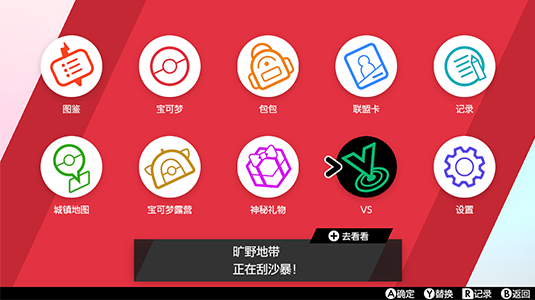 图鉴
宝可梦
包包
联盟卡
记录
城镇地图
宝可梦露营
神秘礼物
VS
设置
去看看
旷野地带
正在刮沙暴！
A确定 Y替换 R记录 B返回